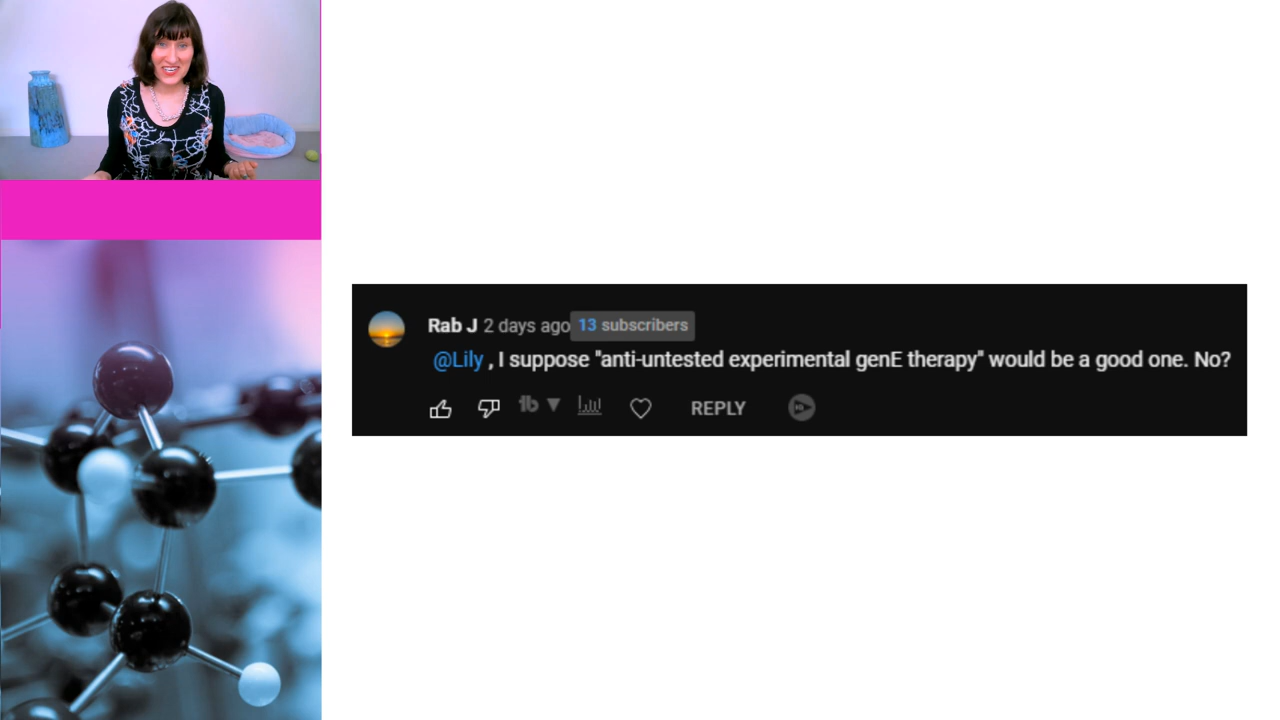 Rab J 2 days ago 13 subscribers
@Lily , I suppose "anti-untested experimental genE therapy" would be a good one. No?
REPLY